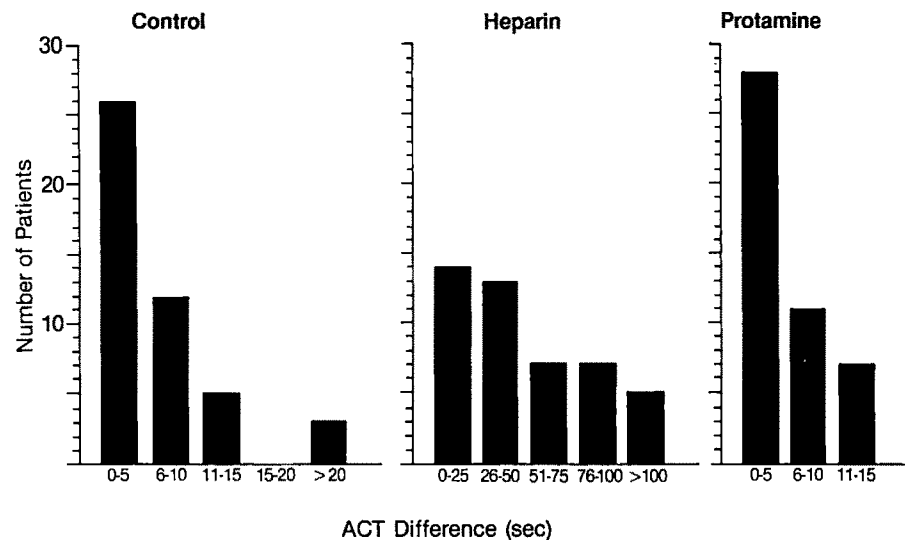 Control Heparin Protamine
30
20
10
Number of Patients
0-5 6-10 11-15 15-20 >20
0-25 26-50 51-75 76-100 >100
0-5 6-10 11-15
ACT Difference (sec)